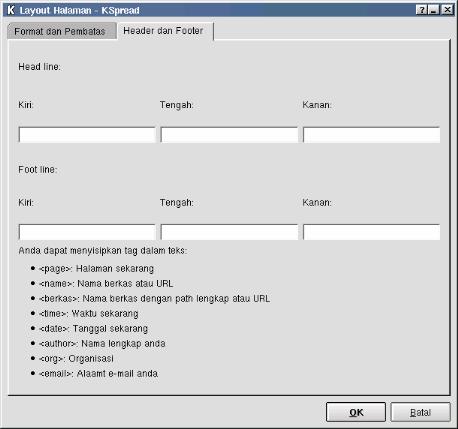 K Layout Halaman - KSpread
Format dan Pembatas Header dan Footer
Head line:
Kiri: Tengah: Kanan:
Foot line:
Kiri: Tengah: Kanan:
Anda dapat menyisipkan tag dalam teks:
• <page>: Halaman sekarang
• <name>: Nama berkas atau URL
• <berkas>: Nama berkas dengan path lengkap atau URL
• <time>: Waktu sekarang
• <date>: Tanggal sekarang
• <author>: Nama lengkap anda
• <org>: Organisasi
• <email>: Alaamt e-mail anda
OK Batal